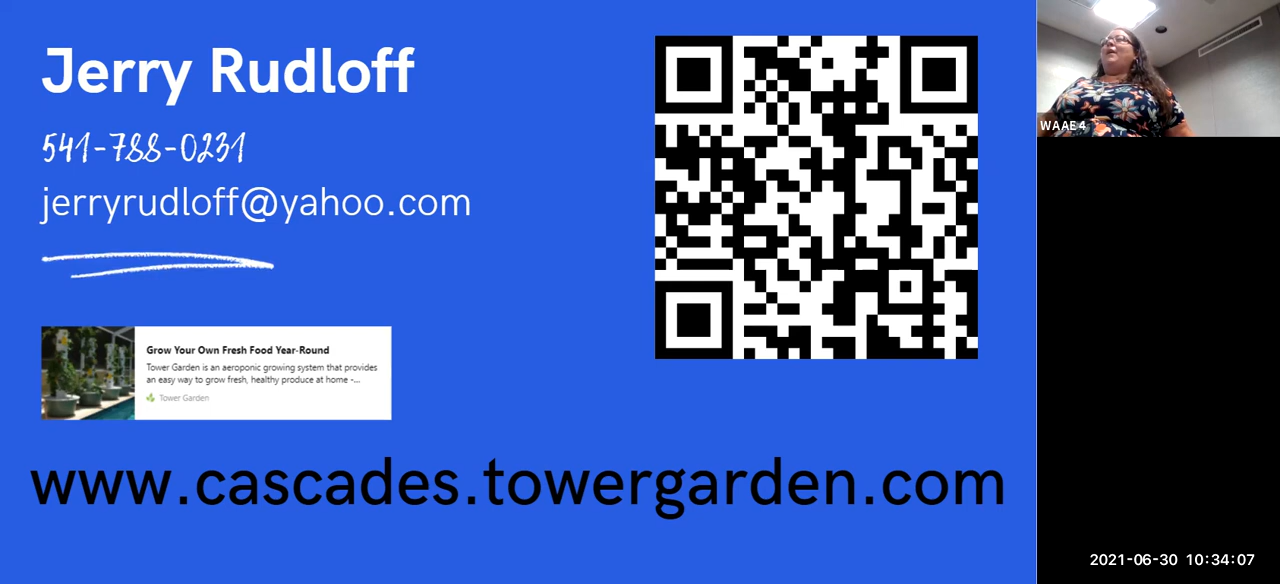 Jerry Rudloff
541-788-0231
jerryrudloff@yahoo.com
Grow Your Own Fresh Food Year-Round
Tower Garden is an aeroponic growing system that provides
an easy way to grow fresh, healthy produce at home -...
Tower Garden
www.cascades.towergarden.com
WAAE4
2021-06-30 10:34:07